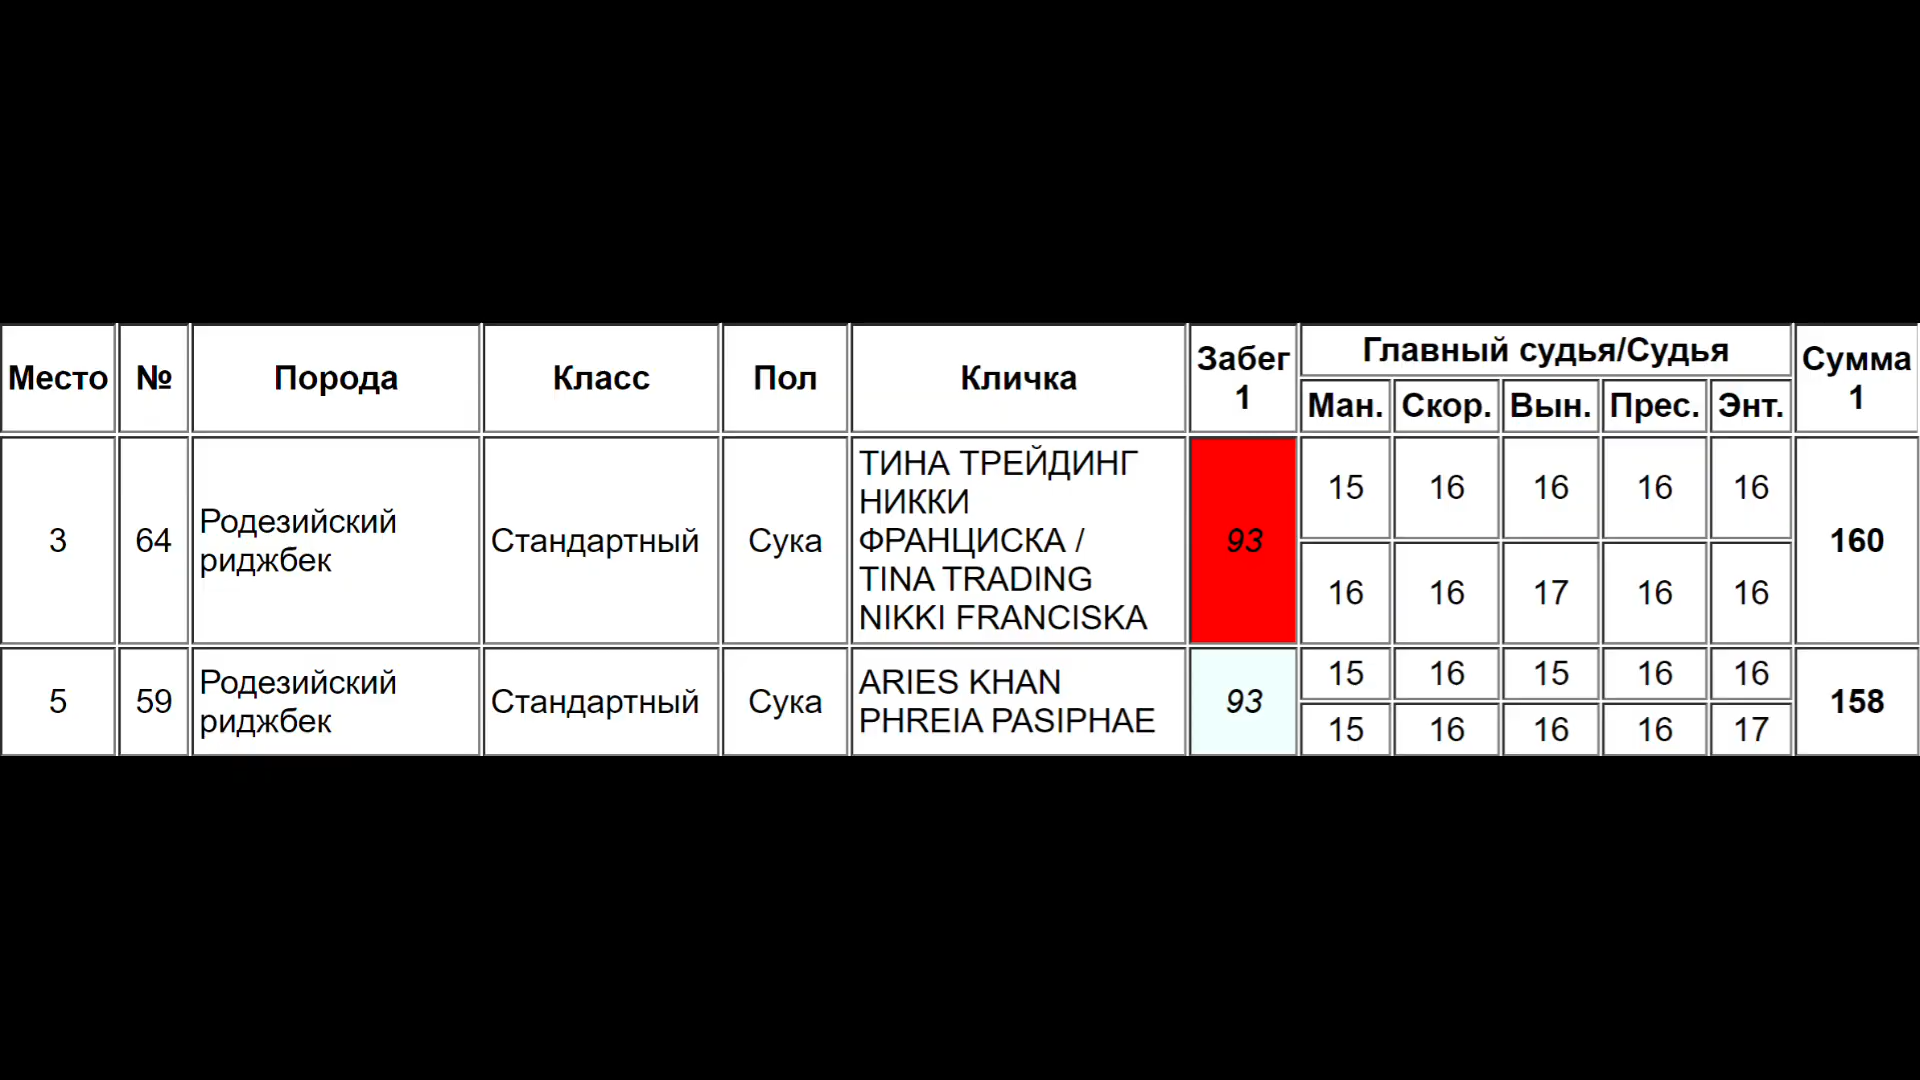 Место № Порода Класс Пол Кличка Забег 1 Главный судья/Судья Сумма 1
Ман. Скор. Вын. Прес. Энт.
3 64 Родезийский риджбек Стандартный Сука
ТИНА ТРЕЙДИНГ
НИККИ
ФРАНЦИСКА /
TINA TRADING
NIKKI FRANCISKA
93
15 16 16 16 16
16 16 17 16 16
160
5 59 Родезийский риджбек Стандартный Сука
ARIES KHAN
PHREIA PASIPHAE
93
15 16 15 16 16
15 16 16 16 17
158